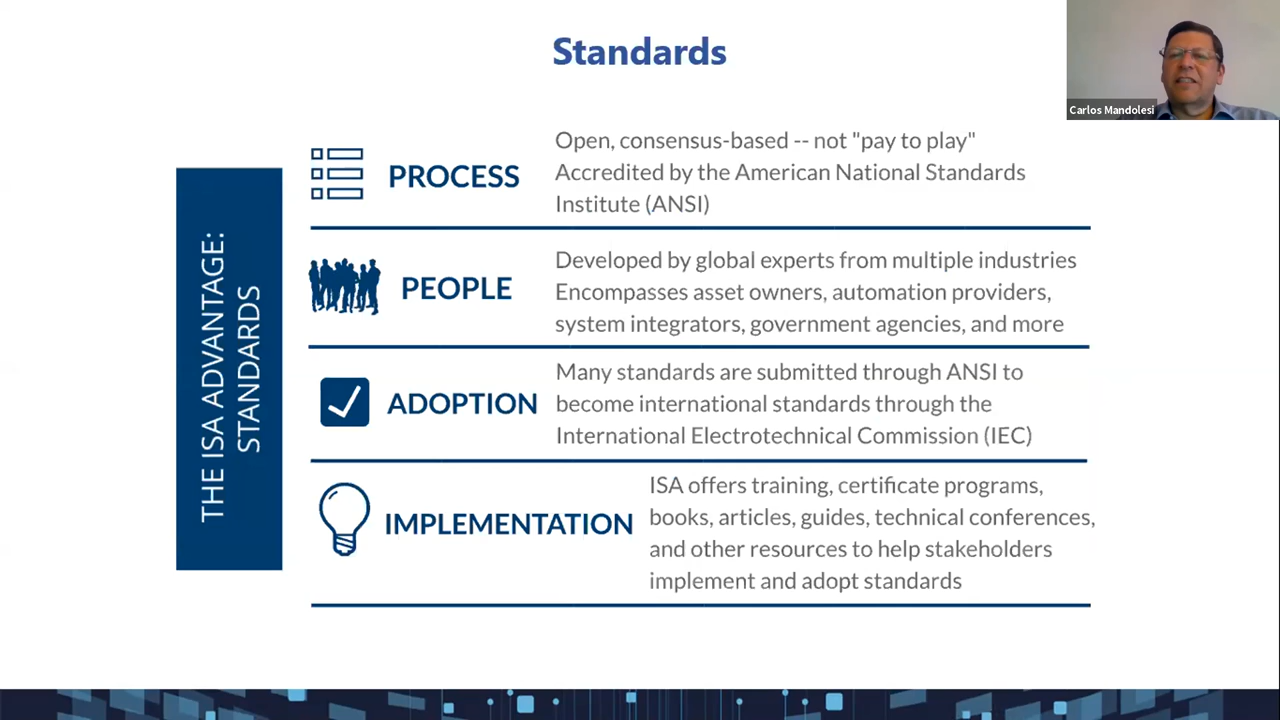 Standards
Carlos Mandolesi
THE ISA ADVANTAGE:
STANDARDS
PROCESS
Open, consensus-based -- not "pay to play"
Accredited by the American National Standards
Institute (ANSI)
PEOPLE
Developed by global experts from multiple industries
Encompasses asset owners, automation providers,
system integrators, government agencies, and more
ADOPTION
Many standards are submitted through ANSI to
become international standards through the
International Electrotechnical Commission (IEC)
IMPLEMENTATION
ISA offers training, certificate programs,
books, articles, guides, technical conferences,
and other resources to help stakeholders
implement and adopt standards